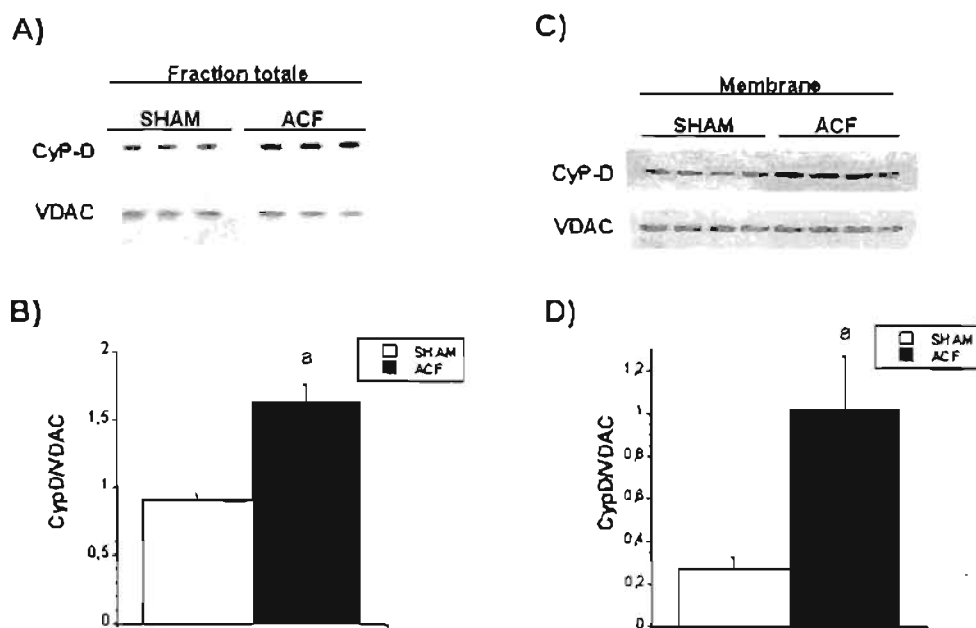 A)
Fraction totale
SHAM ACF
CyP-D
VDAC
B)
2
1,5
1
0,5
0
CypD/VDAC
a
SHAM
ACF
C)
Membrane
SHAM ACF
CyP-D
VDAC
D)
1,2
1
0,8
0,6
0,4
0,2
0
CypD/VDAC
a
SHAM
ACF